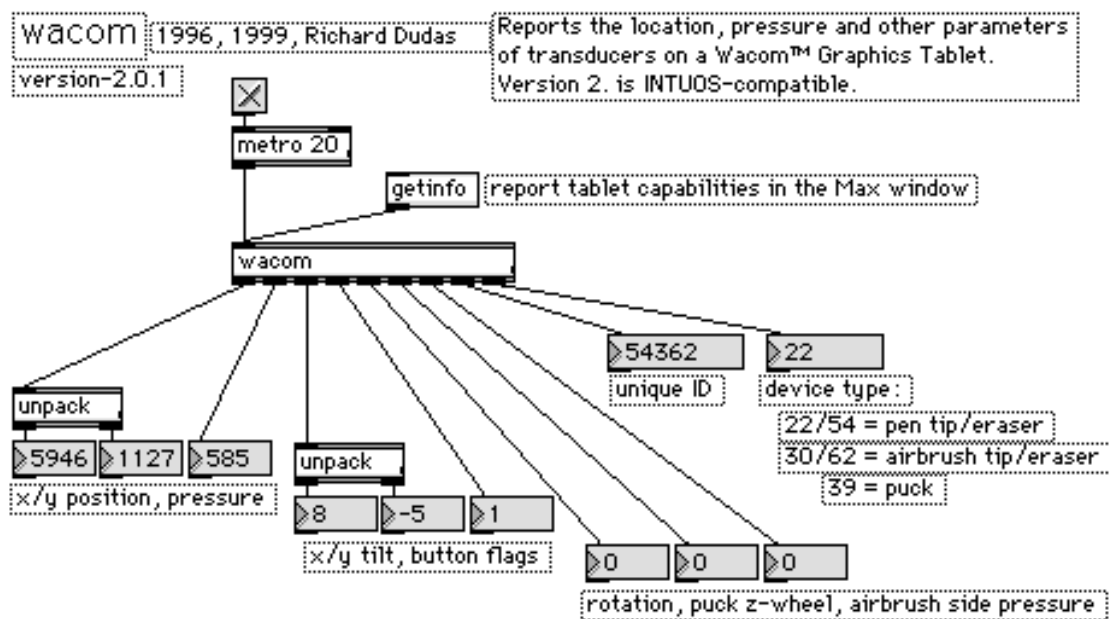 wacom
1996, 1999, Richard Dudas
version-2.0.1
Reports the location, pressure and other parameters
of transducers on a Wacom™ Graphics Tablet.
Version 2. is INTUOS-compatible.
metro 20
getinfo
report tablet capabilities in the Max window
wacom
54362
22
unique ID
device type:
22/54 = pen tip/eraser
30/62 = airbrush tip/eraser
39 = puck
unpack
5946
1127
585
x/y position, pressure
unpack
8
-5
1
x/y tilt, button flags
0
0
0
rotation, puck z-wheel, airbrush side pressure